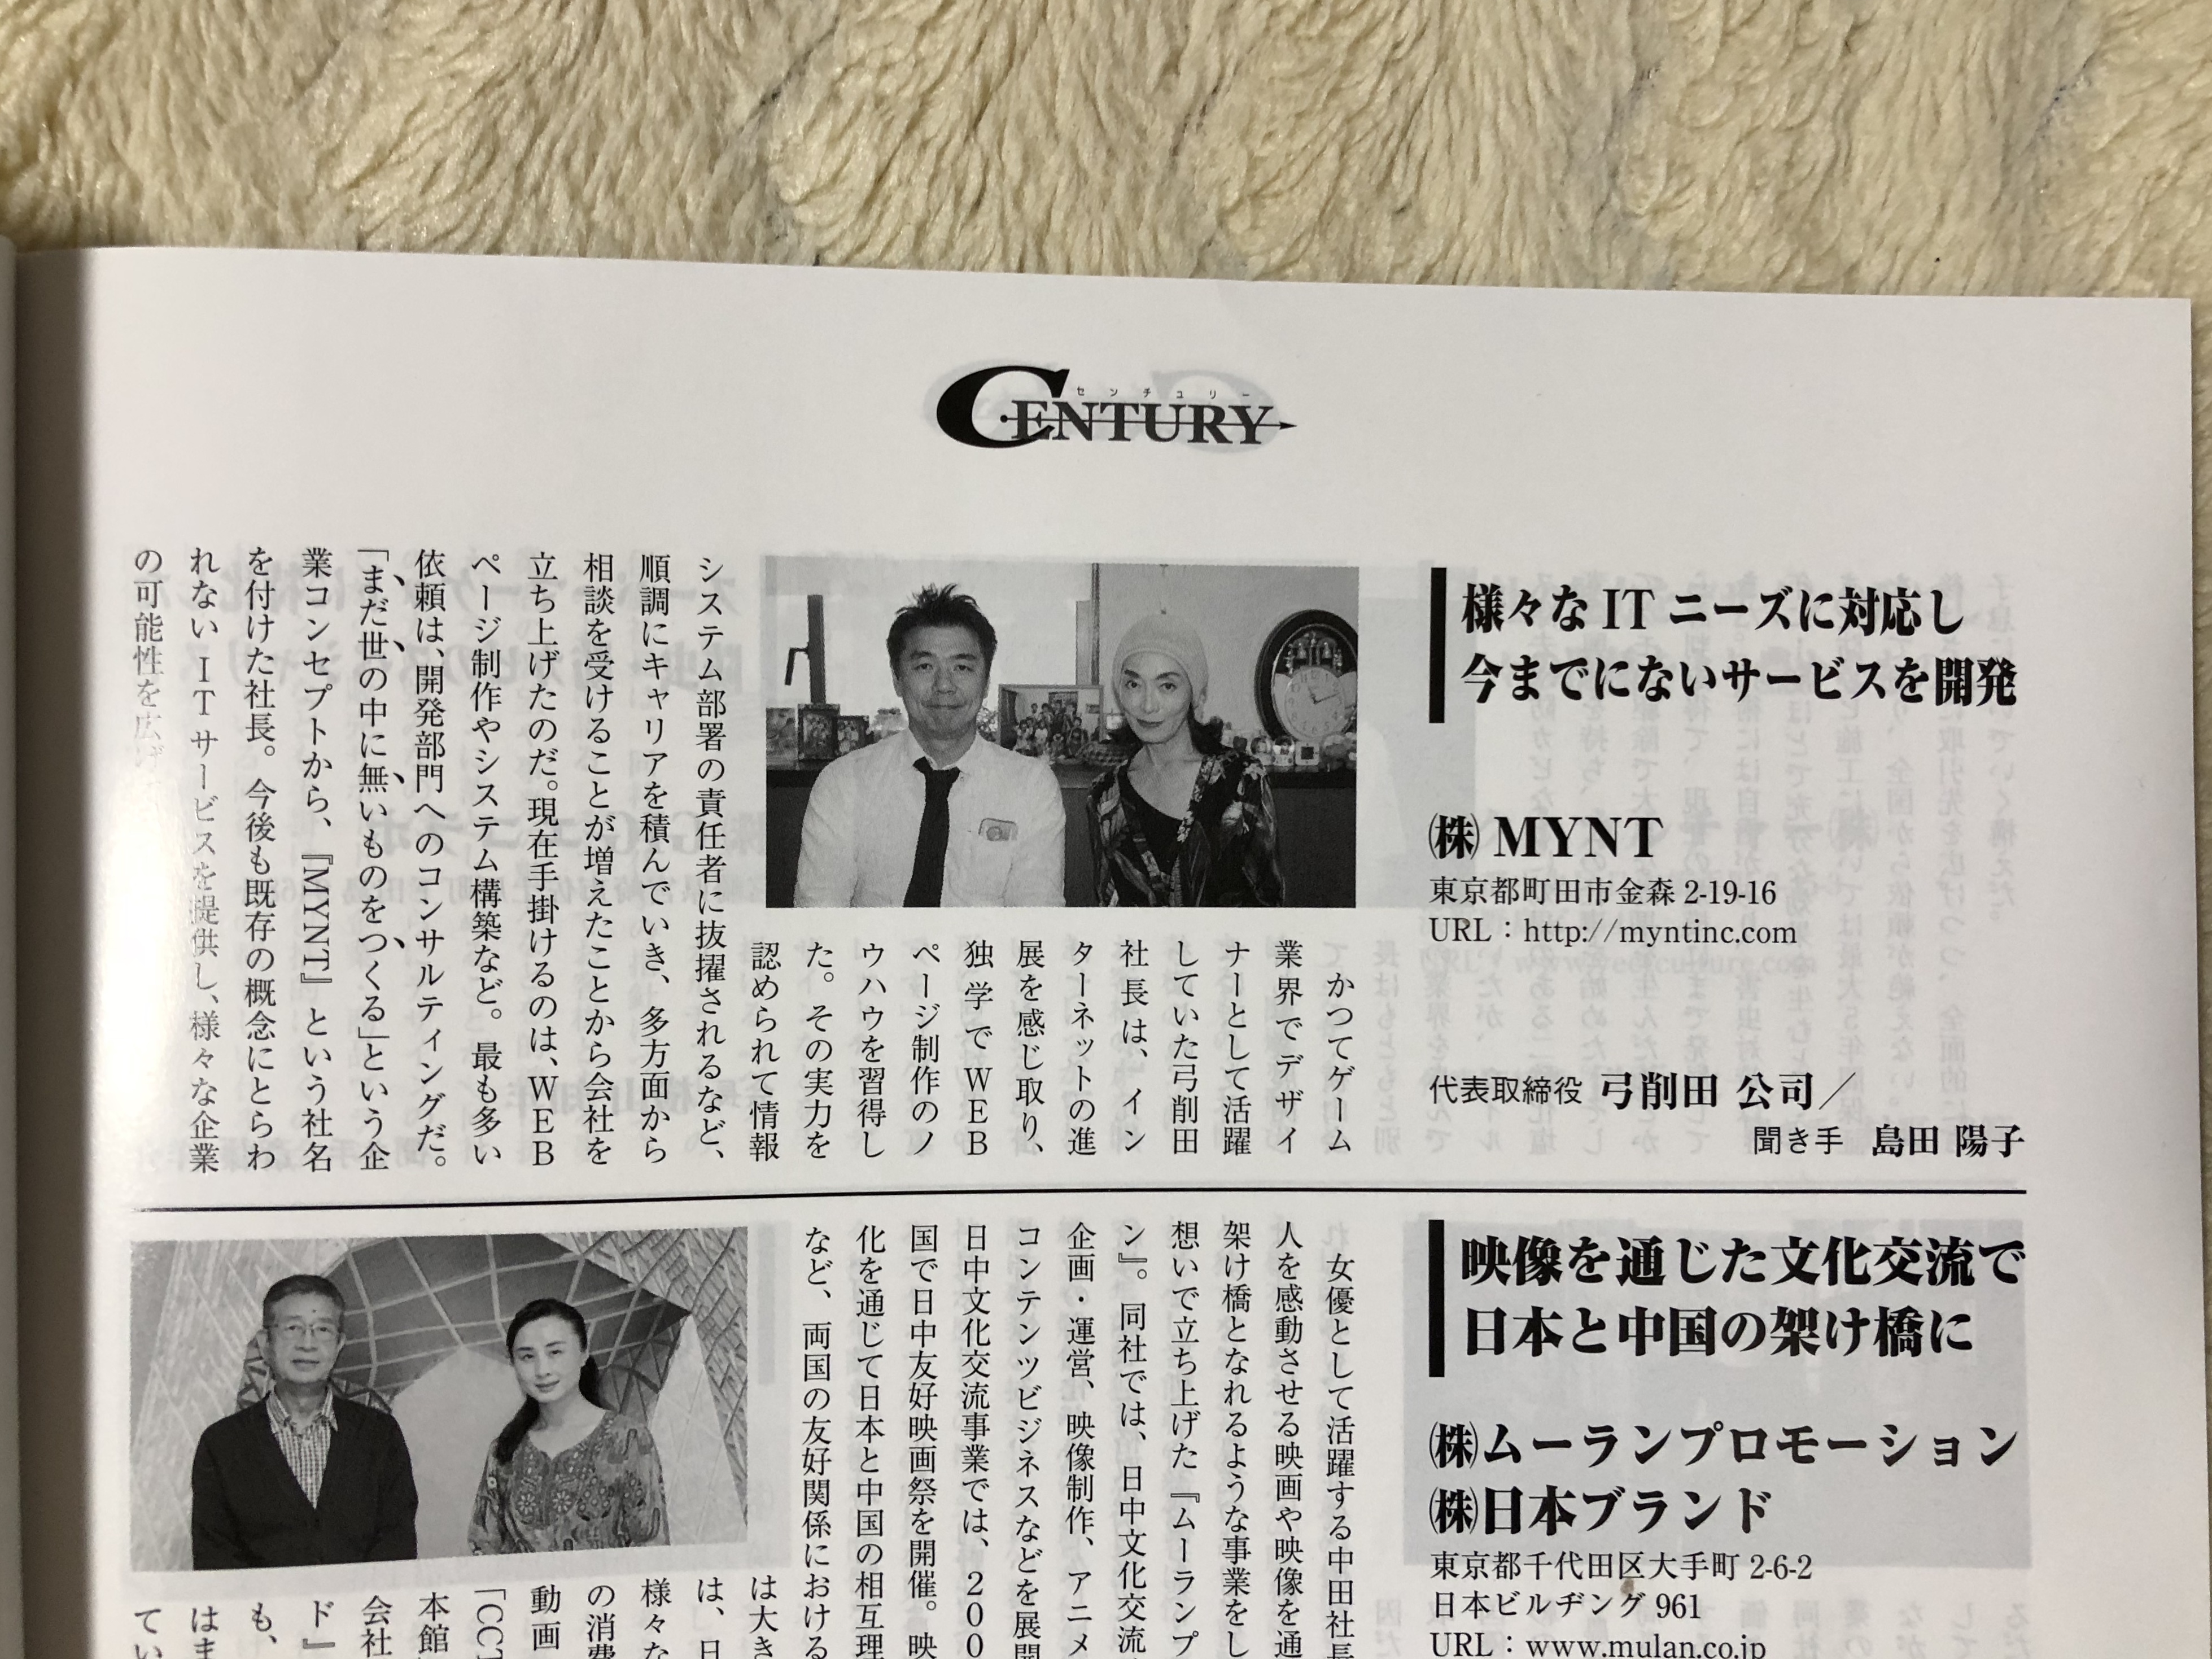 CENTURY
センチュリー
様々なITニーズに対応し
今までにないサービスを開発
㈱MYNT
東京都町田市金森 2-19-16
URL：http://myntinc.com
代表取締役 弓削田 公司／
聞き手 島田 陽子
かつてゲーム
業界でデザイ
ナーとして活躍
していた弓削田
社長は、イン
ターネットの進
展を感じ取り、
独学でWEB
ページ制作のノ
ウハウを習得し
た。その実力を
認められて情報
システム部署の責任者に抜擢されるなど、
順調にキャリアを積んでいき、多方面から
相談を受けることが増えたことから会社を
立ち上げたのだ。現在手掛けるのは、WEB
ページ制作やシステム構築など。最も多い
依頼は、開発部門へのコンサルティングだ。
「まだ世の中に無いものをつくる」という企
業コンセプトから、『MYNT』という社名
を付けた社長。今後も既存の概念にとらわ
れないITサービスを提供し、様々な企業
の可能性を広げ
映像を通じた文化交流で
日本と中国の架け橋に
㈱ムーランプロモーション
㈱日本ブランド
東京都千代田区大手町 2-6-2
日本ビルヂング 961
URL：www.mulan.co.jp
女優として活躍する中田社長
人を感動させる映画や映像を通
架け橋となれるような事業をし
想いで立ち上げた『ムーランプ
ン』。同社では、日中文化交流
企画・運営、映像制作、アニメ
コンテンツビジネスなどを展開
日中文化交流事業では、200
国で日中友好映画祭を開催。映
化を通じて日本と中国の相互理
など、両国の友好関係における
は大き
は、日
様々な
の消費
動画
「CCT
本館
会社
ド』
も、
はま
てい